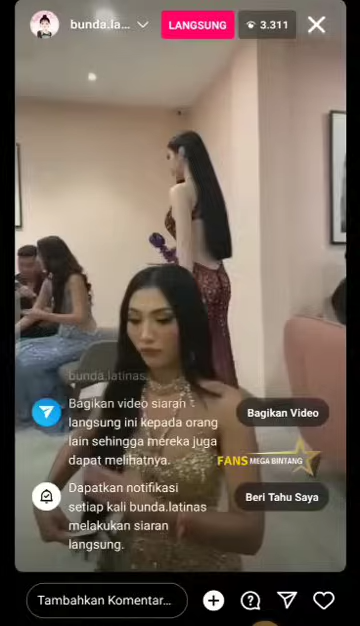 bunda.la...
LANGSUNG
3.311
bunda.latinas
Bagikan video siaran
langsung ini kepada orang
lain sehingga mereka juga
dapat melihatnya.
Bagikan Video
FANS MEGA BINTANG
Dapatkan notifikasi
setiap kali bunda.latinas
melakukan siaran
langsung.
Beri Tahu Saya
Tambahkan Komentar...